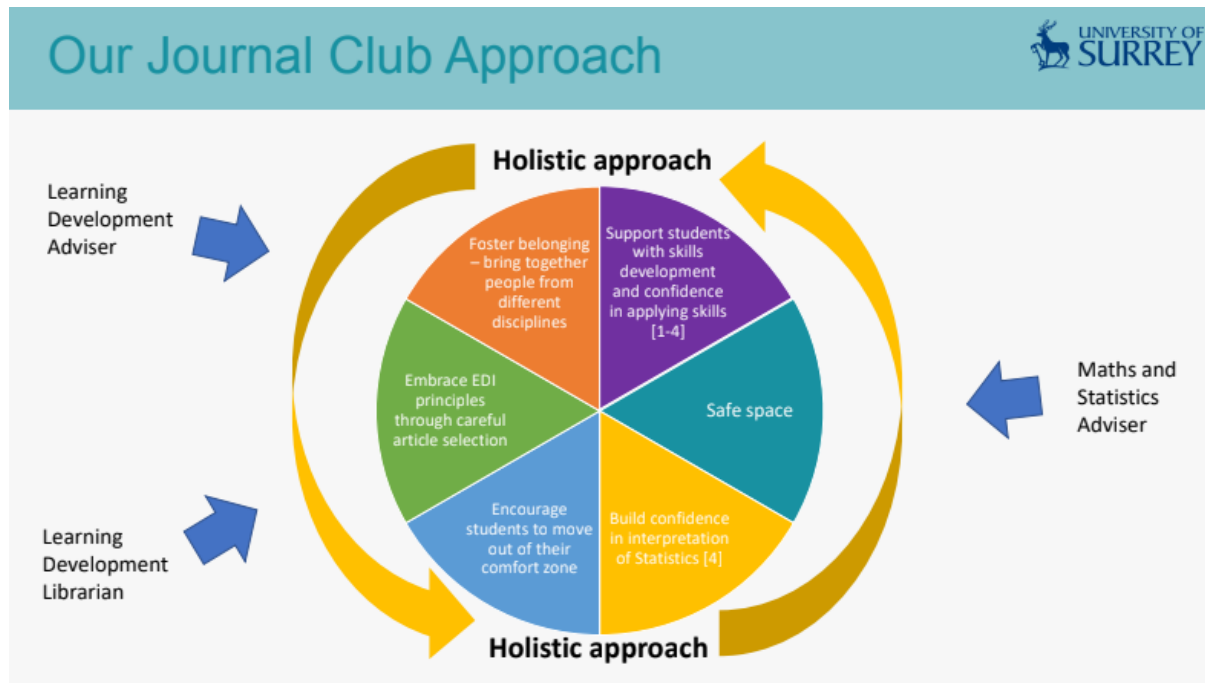 Our Journal Club Approach
UNIVERSITY OF
SURREY
Holistic approach
Learning
Development
Adviser
Foster belonging
– bring together
people from
different
disciplines
Support students
with skills
development
and confidence
in applying skills
[1-4]
Embrace EDI
principles
through careful
article selection
Safe space
Maths and
Statistics
Adviser
Encourage
students to move
out of their
comfort zone
Build confidence
in interpretation
of Statistics [4]
Learning
Development
Librarian
Holistic approach